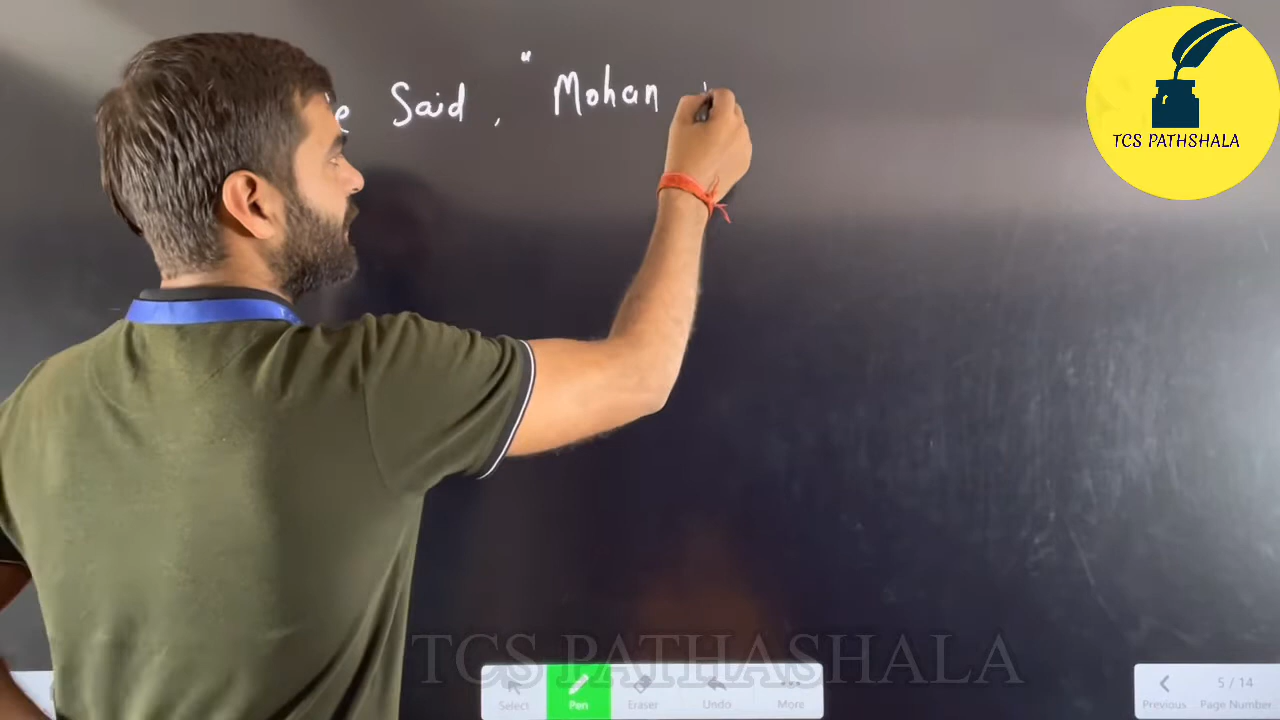 Said, " Mohan
TCS PATHSHALA
TCS PATHASHALA
Select Pen Eraser Undo More
Previous 5 / 14 Page Number